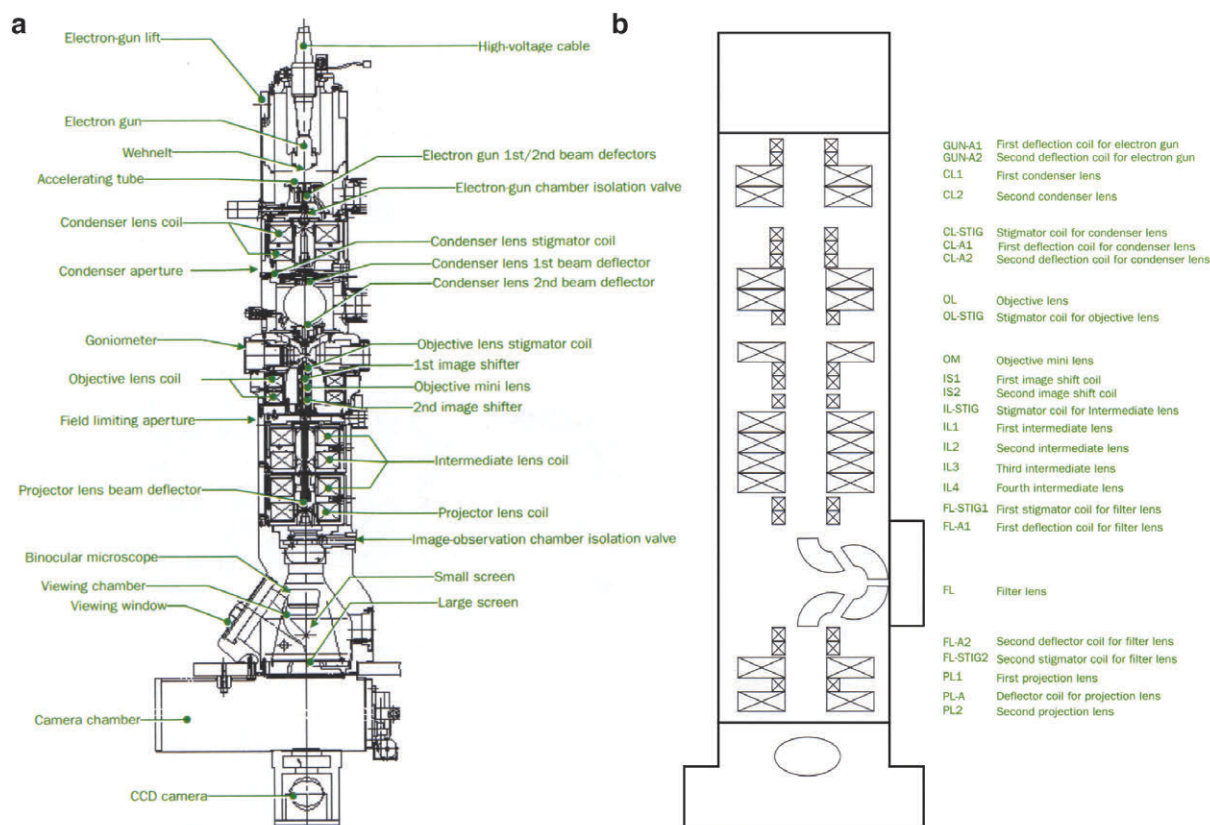 a
Electron-gun lift
High-voltage cable
Electron gun
Wehnelt
Electron gun 1st/2nd beam defectors
Accelerating tube
Electron-gun chamber isolation valve
Condenser lens coil
Condenser lens stigmator coil
Condenser lens 1st beam deflector
Condenser aperture
Condenser lens 2nd beam deflector
Goniometer
Objective lens stigmator coil
1st image shifter
Objective lens coil
Objective mini lens
2nd image shifter
Field limiting aperture
Intermediate lens coil
Projector lens beam deflector
Projector lens coil
Image-observation chamber isolation valve
Binocular microscope
Small screen
Viewing chamber
Large screen
Viewing window
Camera chamber
CCD camera
b
GUN-A1 First deflection coil for electron gun
GUN-A2 Second deflection coil for electron gun
CL1 First condenser lens
CL2 Second condenser lens
CL-STIG Stigmator coil for condenser lens
CL-A1 First deflection coil for condenser lens
CL-A2 Second deflection coil for condenser lens
OL Objective lens
OL-STIG Stigmator coil for objective lens
OM Objective mini lens
IS1 First image shift coil
IS2 Second image shift coil
IL-STIG Stigmator coil for Intermediate lens
IL1 First intermediate lens
IL2 Second intermediate lens
IL3 Third intermediate lens
IL4 Fourth intermediate lens
FL-STIG1 First stigmator coil for filter lens
FL-A1 First deflection coil for filter lens
FL Filter lens
FL-A2 Second deflector coil for filter lens
FL-STIG2 Second stigmator coil for filter lens
PL1 First projection lens
PL-A Deflector coil for projection lens
PL2 Second projection lens